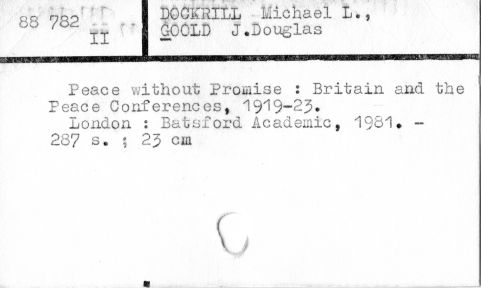 88 782
II
DOCKRILL Michael L.,
GOOLD J.Douglas
Peace without Promise : Britain and the
Peace Conferences, 1919-23.
London : Batsford Academic, 1981. -
287 s. ; 23 cm